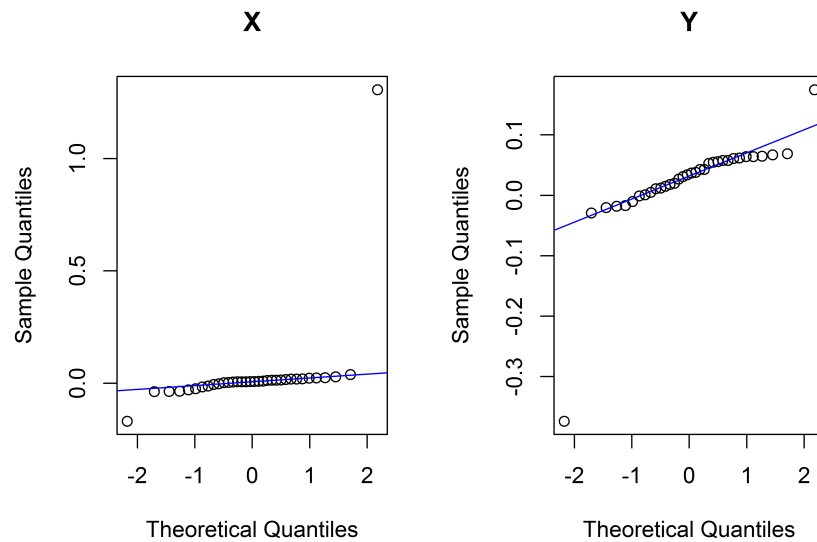 X
Sample Quantiles
1.0
0.5
0.0
-2 -1 0 1 2
Theoretical Quantiles
Y
Sample Quantiles
0.1
0.0
-0.1
-0.2
-0.3
-2 -1 0 1 2
Theoretical Quantiles